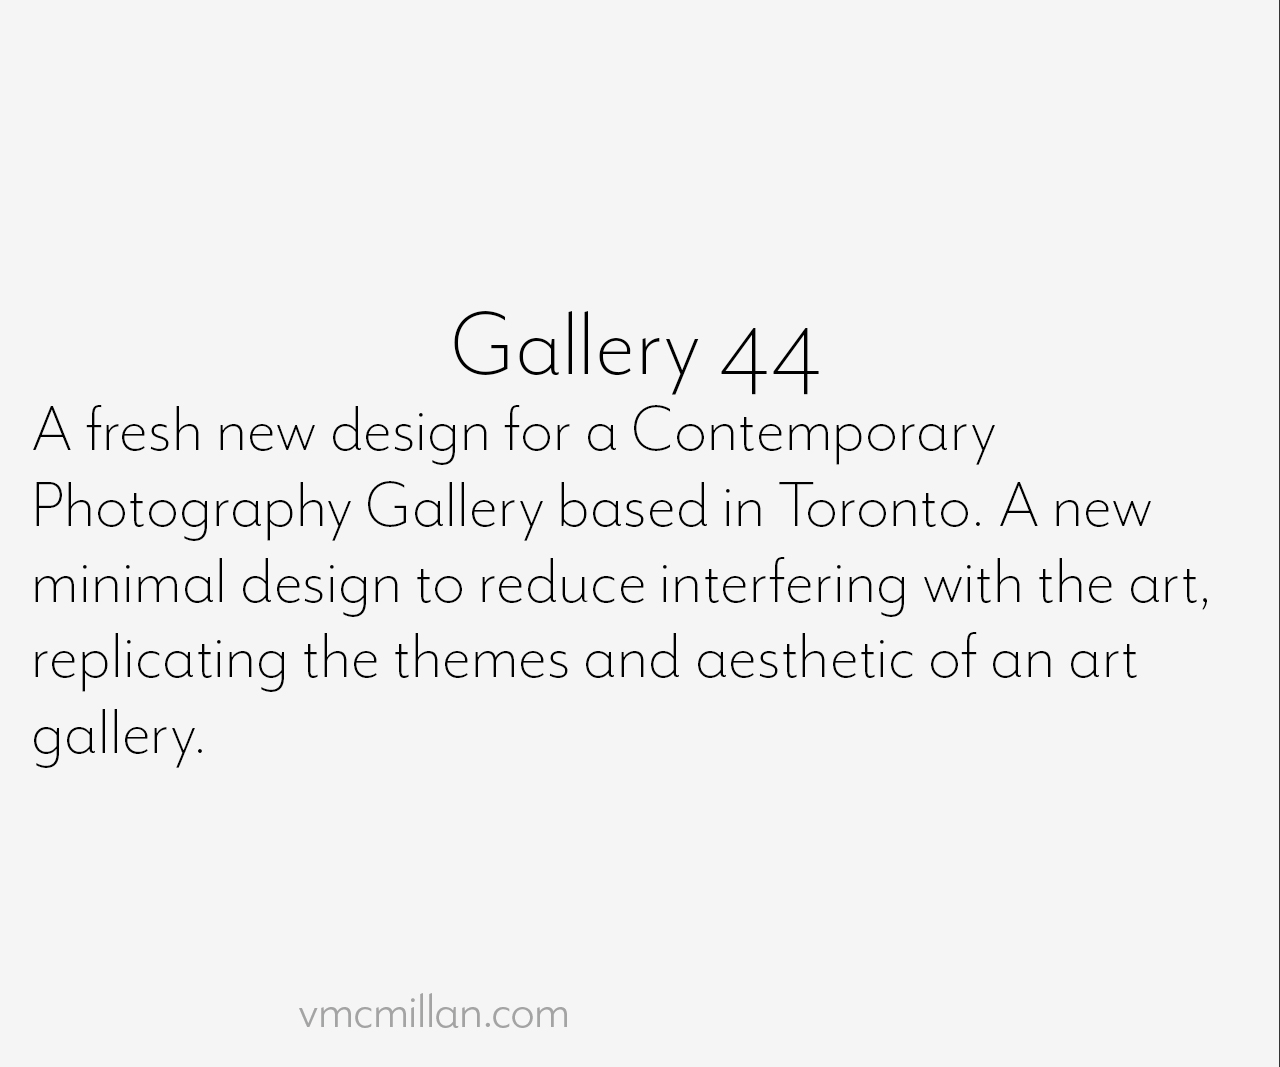 Gallery 44
A fresh new design for a Contemporary
Photography Gallery based in Toronto. A new
minimal design to reduce interfering with the art,
replicating the themes and aesthetic of an art
gallery.
vmcmillan.com